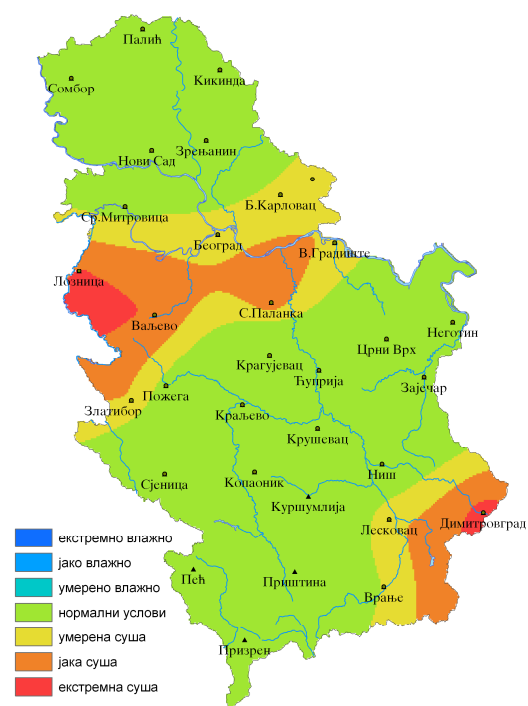 Палић
Кикинда
Сомбор
Зрењанин
Нови Сад
Б.Карловац
Ср.Митровица
Београд
В.Градиште
Лозница
С.Паланка
Ваљево
Неготин
Црни Врх
Крагујевац
Ћуприја
Зајечар
Пожега
Златибор
Краљево
Крушевац
Ниш
Сјеница
Копаоник
Куршумлија
Димитровград
Лесковац
Пећ
Приштина
Врање
Призрен
екстремно влажно
јако влажно
умерено влажно
нормални услови
умерена суша
јака суша
екстремна суша